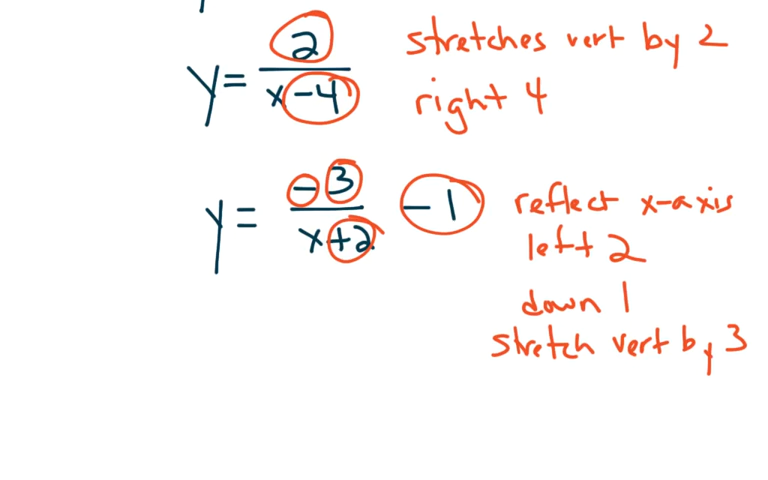 y = 2/(x-4) stretches vert by 2
right 4
y = -3/(x+2) - 1 reflect x-axis
left 2
down 1
stretch vert by 3